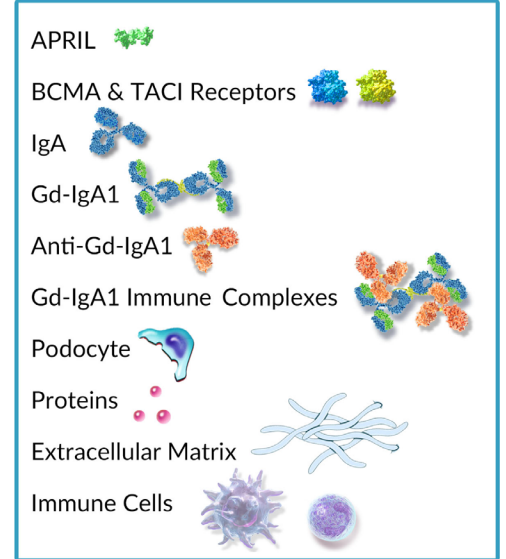 APRIL
BCMA & TACI Receptors
IgA
Gd-IgA1
Anti-Gd-IgA1
Gd-IgA1 Immune Complexes
Podocyte
Proteins
Extracellular Matrix
Immune Cells